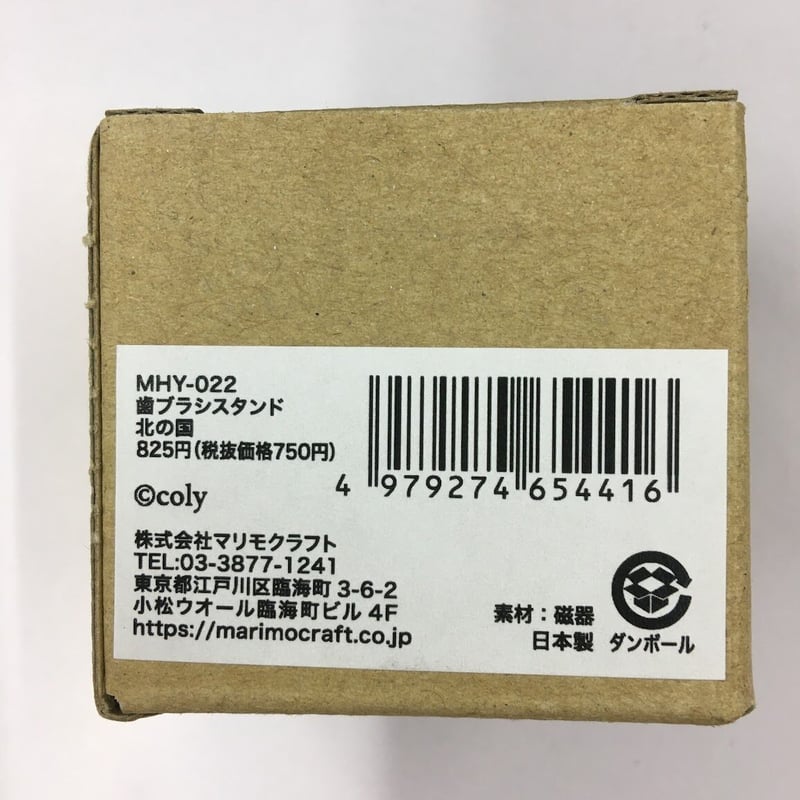 MHY-022
歯ブラシスタンド
北の国
825円(税抜価格750円)
4 979274 654416
©coly
株式会社マリモクラフト
TEL:03-3877-1241
東京都江戸川区臨海町 3-6-2
小松ウオール臨海町ビル 4F
https://marimocraft.co.jp
素材：磁器
日本製
ダンボール